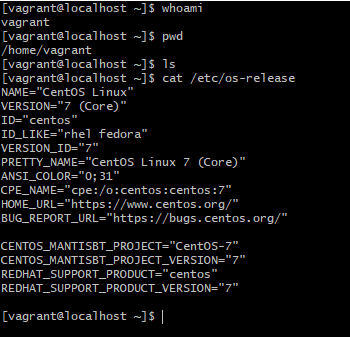 [vagrant@localhost ~]$ whoami
vagrant
[vagrant@localhost ~]$ pwd
/home/vagrant
[vagrant@localhost ~]$ ls
[vagrant@localhost ~]$ cat /etc/os-release
NAME="CentOS Linux"
VERSION="7 (Core)"
ID="centos"
ID_LIKE="rhel fedora"
VERSION_ID="7"
PRETTY_NAME="CentOS Linux 7 (Core)"
ANSI_COLOR="0;31"
CPE_NAME="cpe:/o:centos:centos:7"
HOME_URL="https://www.centos.org/"
BUG_REPORT_URL="https://bugs.centos.org/"

CENTOS_MANTISBT_PROJECT="CentOS-7"
CENTOS_MANTISBT_PROJECT_VERSION="7"
REDHAT_SUPPORT_PRODUCT="centos"
REDHAT_SUPPORT_PRODUCT_VERSION="7"

[vagrant@localhost ~]$